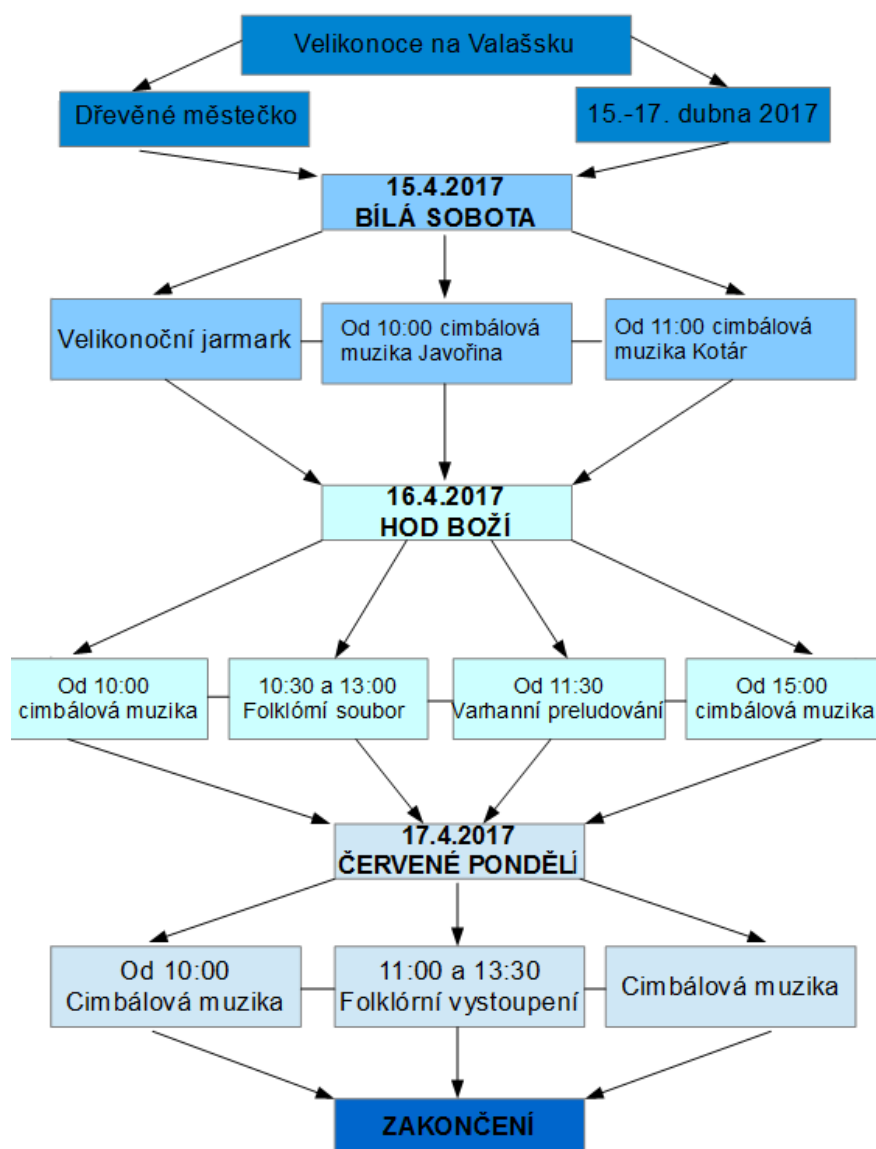 Velikonoce na Valašsku
Dřevěné městečko
15.-17. dubna 2017
15.4.2017
BÍLÁ SOBOTA
Velikonoční jarmark
Od 10:00 cimbálová
muzika Javořina
Od 11:00 cimbálová
muzika Kotár
16.4.2017
HOD BOŽÍ
Od 10:00
cimbálová muzika
10:30 a 13:00
Folklómí soubor
Od 11:30
Varhanní preludování
Od 15:00
cimbálová muzika
17.4.2017
ČERVENÉ PONDĚLÍ
Od 10:00
Cimbálová muzika
11:00 a 13:30
Folklórní vystoupení
Cimbálová muzika
ZAKONČENÍ